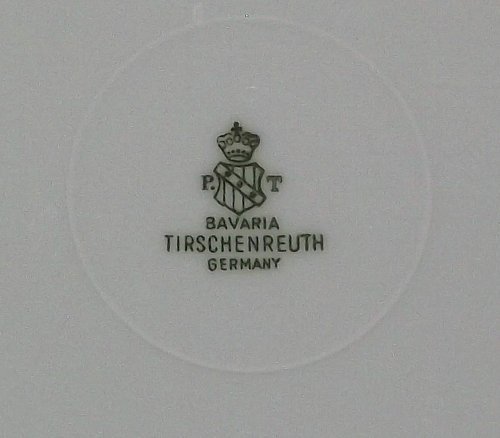 P. T
BAVARIA
TIRSCHENREUTH
GERMANY